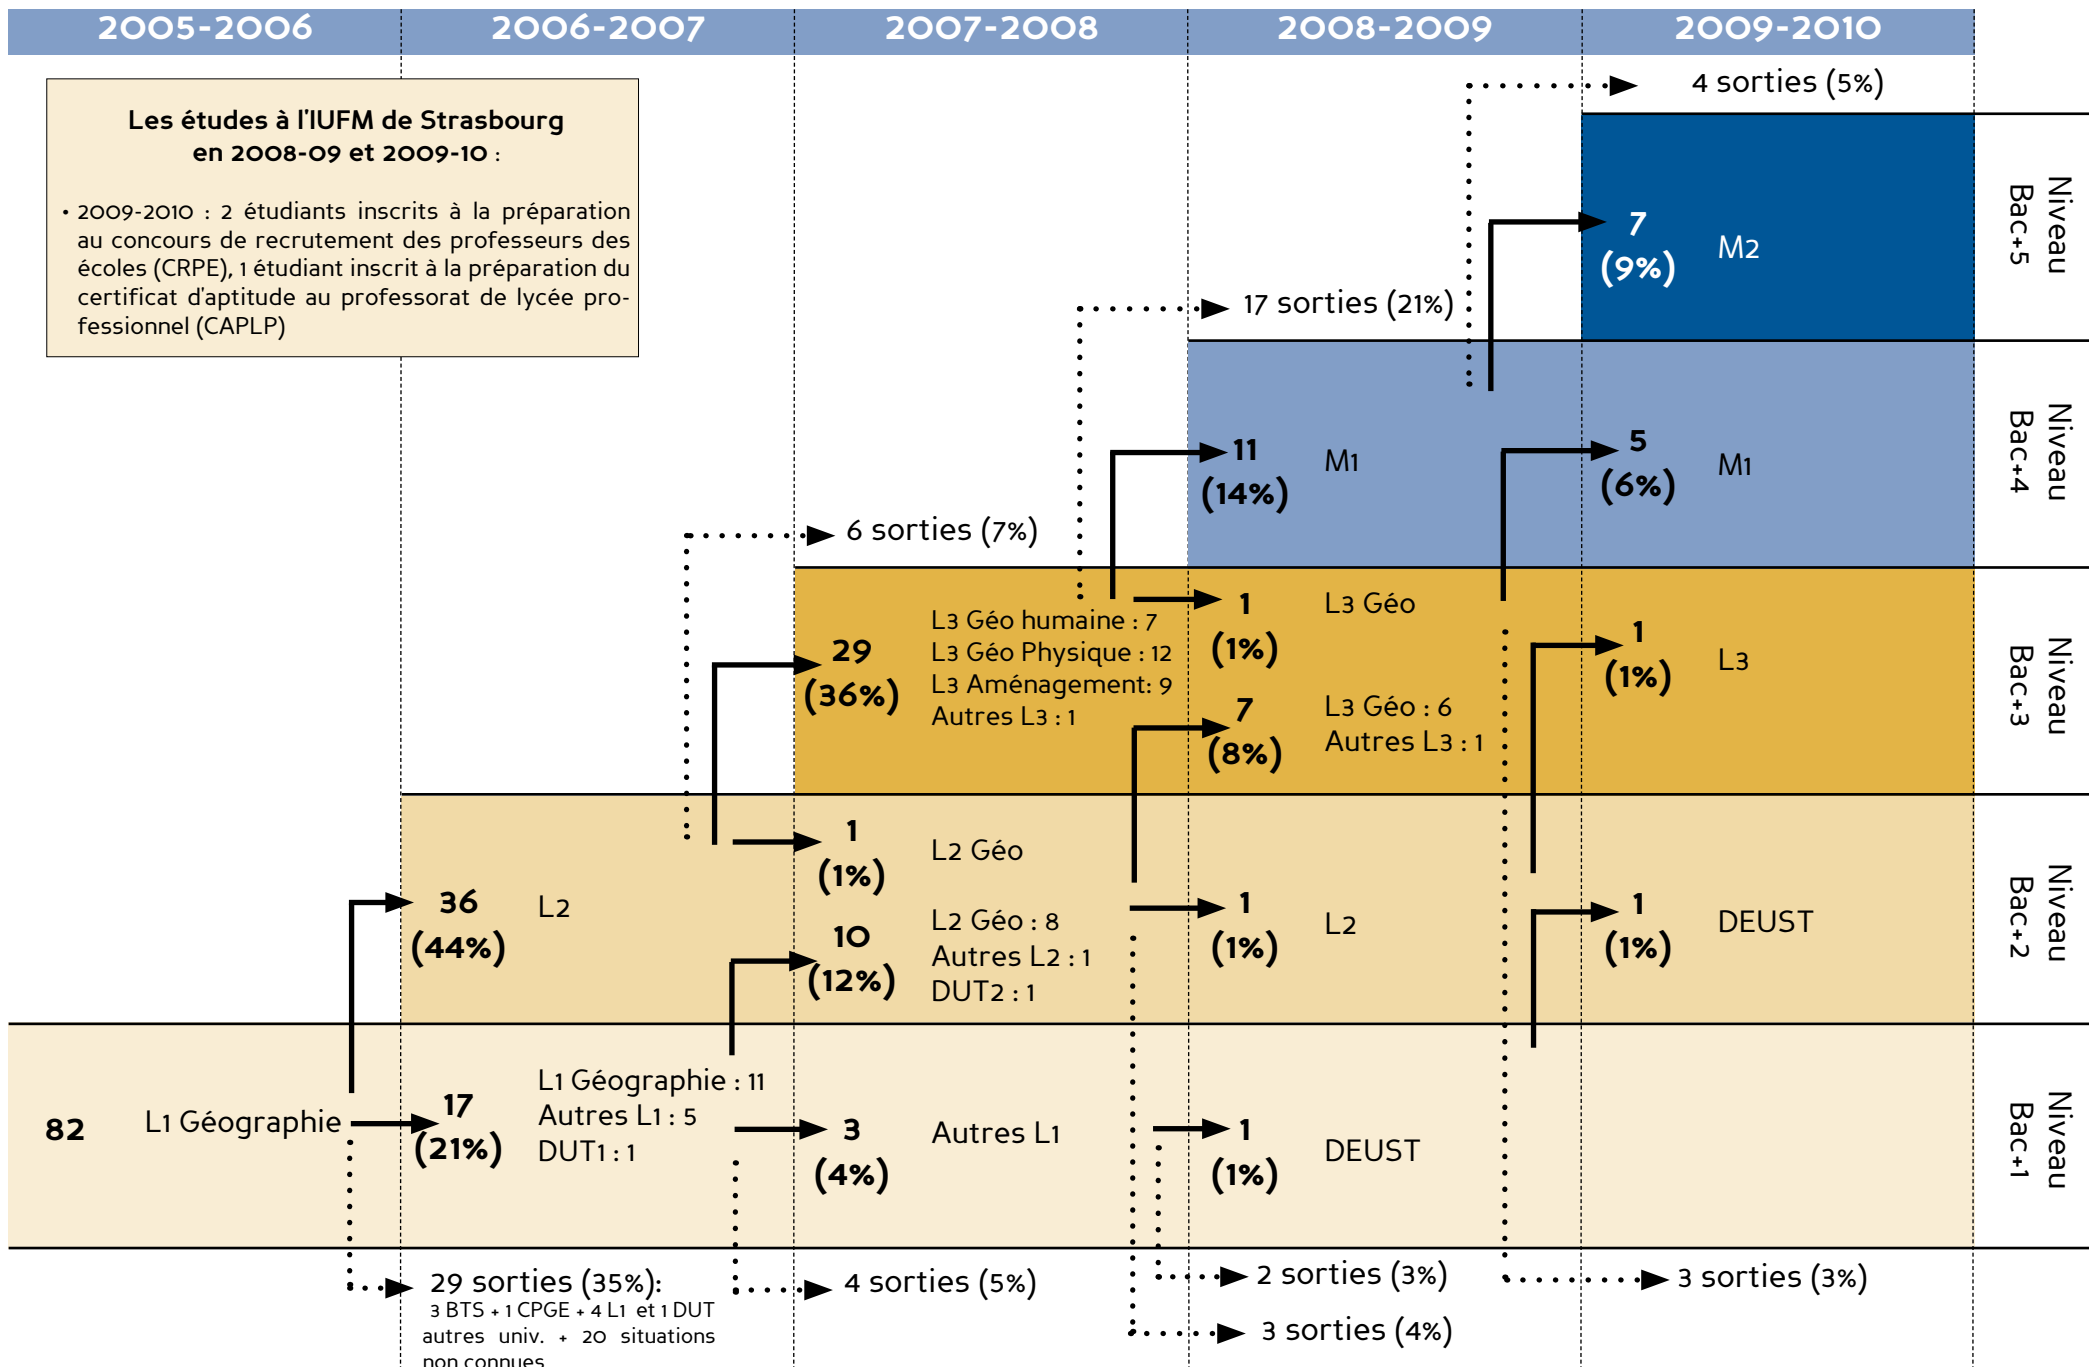 2005-2006
2006-2007
2007-2008
2008-2009
2009-2010
Les études à l'IUFM de Strasbourg
en 2008-09 et 2009-10 :
• 2009-2010 : 2 étudiants inscrits à la préparation
au concours de recrutement des professeurs des
écoles (CRPE), 1 étudiant inscrit à la préparation du
certificat d'aptitude au professorat de lycée pro-
fessionnel (CAPLP)
4 sorties (5%)
7
(9%)
M2
Niveau
Bac+5
17 sorties (21%)
11
(14%)
M1
5
(6%)
M1
Niveau
Bac+4
6 sorties (7%)
29
(36%)
L3 Géo humaine : 7
L3 Géo Physique : 12
L3 Aménagement: 9
Autres L3 : 1
1
(1%)
L3 Géo
7
(8%)
L3 Géo : 6
Autres L3 : 1
1
(1%)
L3
Niveau
Bac+3
36
(44%)
L2
1
(1%)
L2 Géo
10
(12%)
L2 Géo : 8
Autres L2 : 1
DUT2 : 1
1
(1%)
L2
1
(1%)
DEUST
Niveau
Bac+2
82
L1 Géographie
17
(21%)
L1 Géographie : 11
Autres L1 : 5
DUT1 : 1
3
(4%)
Autres L1
1
(1%)
DEUST
Niveau
Bac+1
29 sorties (35%):
3 BTS + 1 CPGE + 4 L1 et 1 DUT
autres univ. + 20 situations
non connues
4 sorties (5%)
2 sorties (3%)
3 sorties (4%)
3 sorties (3%)